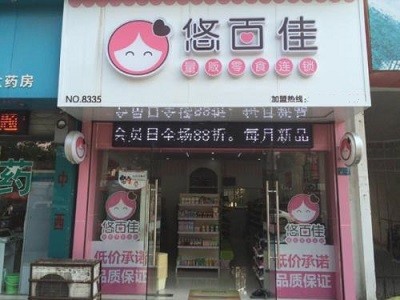 悠百佳
量贩零食连锁
NO.8335
加盟热线:
药房
会员日全场88折。每月新品
药
中
西
悠百佳
低价承诺
品质保证
悠百佳
低价承诺
品质保证